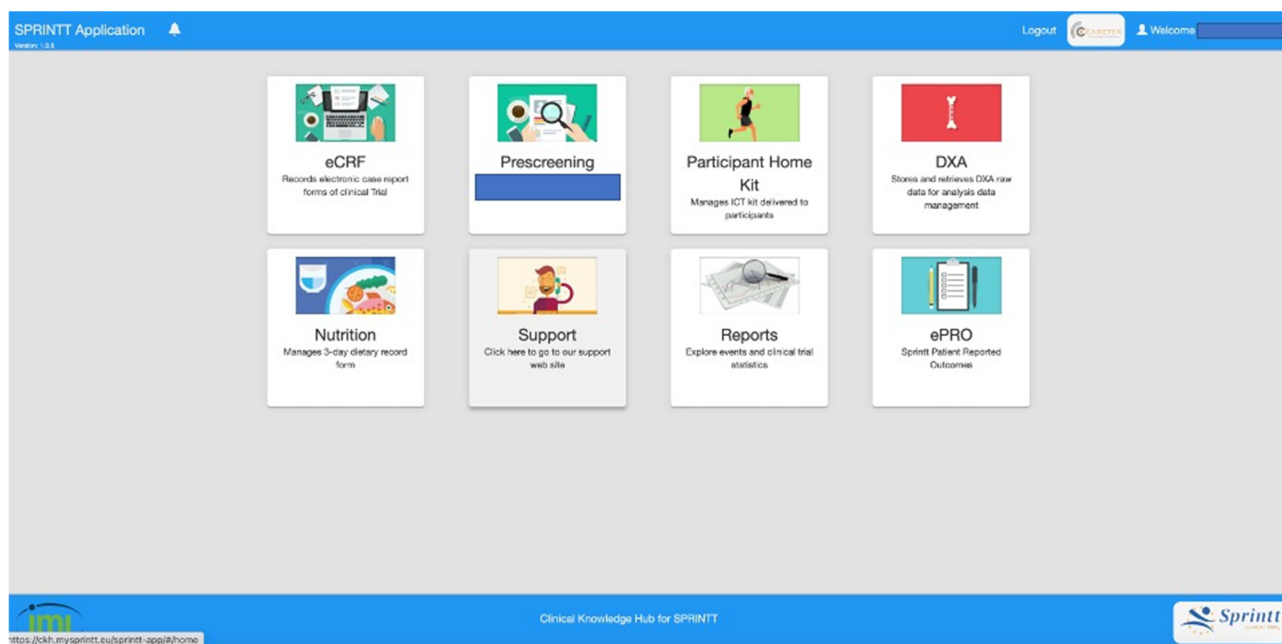 SPRINTT Application
Version: 1.3.8
Logout
CARETEK
Welcome
eCRF
Records electronic case report
forms of clinical Trial
Prescreening
Participant Home
Kit
Manages ICT kit delivered to
participants
DXA
Stores and retrieves DXA raw
data for analysis data
management
Nutrition
Manages 3-day dietary record
form
Support
Click here to go to our support
web site
Reports
Explore events and clinical trial
statistics
ePRO
Sprintt Patient Reported
Outcomes
imi
Clinical Knowledge Hub for SPRINTT
Sprintt
https://ckh.mysprintt.eu/sprintt-app/#/home